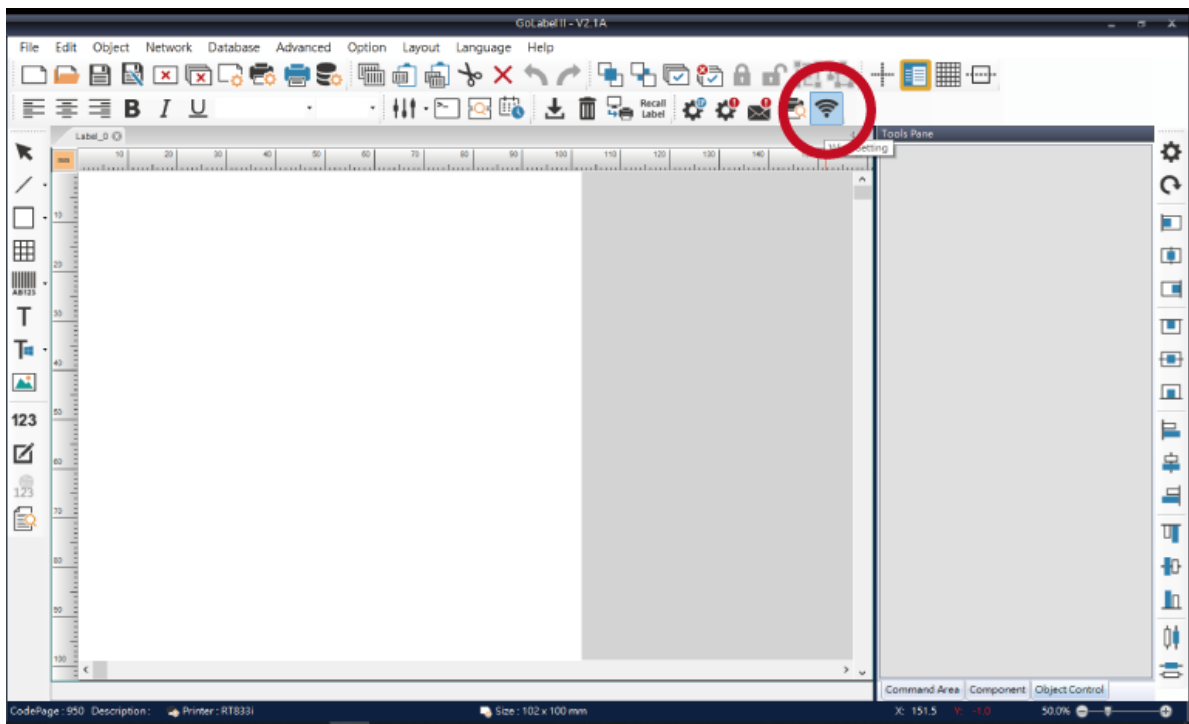 GoLabel II - V2.1A
File Edit Object Network Database Advanced Option Layout Language Help
B I U Recall Label
Label_0
Tools Pane
mm 10 20 30 40 50 60 70 80 90 100 110 120 130 140
etting
10
20
AB123
T
30
T
40
123
50
60
123
70
80
90
100
Command Area Component Object Control
CodePage : 950 Description : Printer : RT833i Size : 102 x 100 mm X: 151.5 Y: -1.0 50.0%